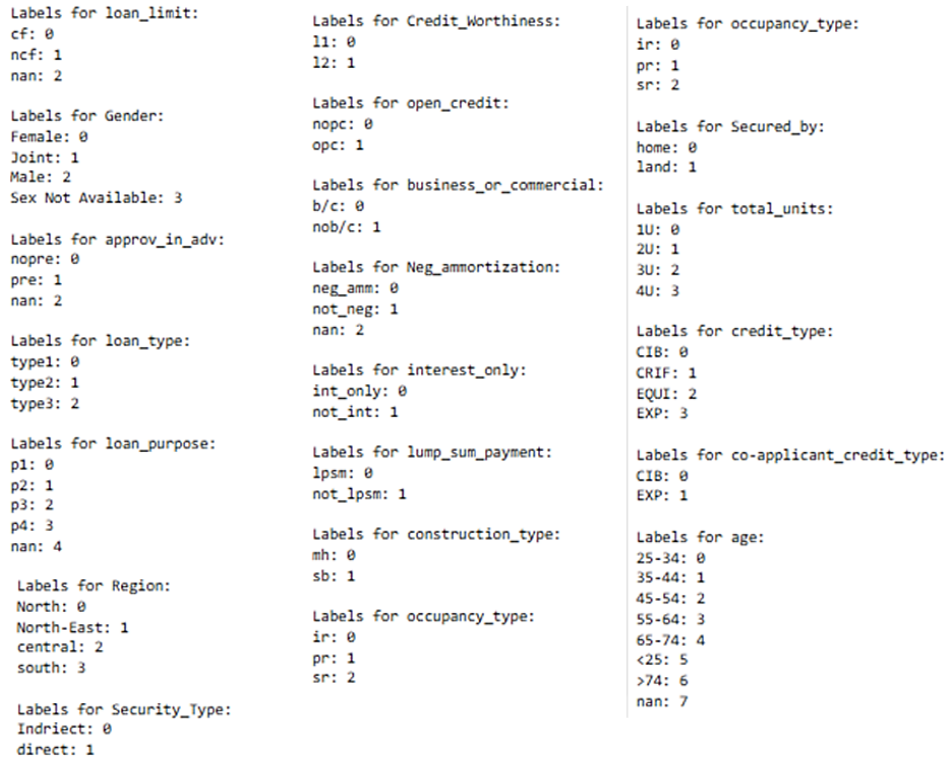 Labels for loan_limit:
cf: 0
ncf: 1
nan: 2
Labels for Gender:
Female: 0
Joint: 1
Male: 2
Sex Not Available: 3
Labels for approv_in_adv:
nopre: 0
pre: 1
nan: 2
Labels for loan_type:
type1: 0
type2: 1
type3: 2
Labels for loan_purpose:
p1: 0
p2: 1
p3: 2
p4: 3
nan: 4
Labels for Region:
North: 0
North-East: 1
central: 2
south: 3
Labels for Security_Type:
Indriect: 0
direct: 1
Labels for Credit_Worthiness:
l1: 0
l2: 1
Labels for open_credit:
nopc: 0
opc: 1
Labels for business_or_commercial:
b/c: 0
nob/c: 1
Labels for Neg_ammortization:
neg_amm: 0
not_neg: 1
nan: 2
Labels for interest_only:
int_only: 0
not_int: 1
Labels for lump_sum_payment:
lpsm: 0
not_lpsm: 1
Labels for construction_type:
mh: 0
sb: 1
Labels for occupancy_type:
ir: 0
pr: 1
sr: 2
Labels for occupancy_type:
ir: 0
pr: 1
sr: 2
Labels for Secured_by:
home: 0
land: 1
Labels for total_units:
1U: 0
2U: 1
3U: 2
4U: 3
Labels for credit_type:
CIB: 0
CRIF: 1
EQUI: 2
EXP: 3
Labels for co-applicant_credit_type:
CIB: 0
EXP: 1
Labels for age:
25-34: 0
35-44: 1
45-54: 2
55-64: 3
65-74: 4
<25: 5
>74: 6
nan: 7